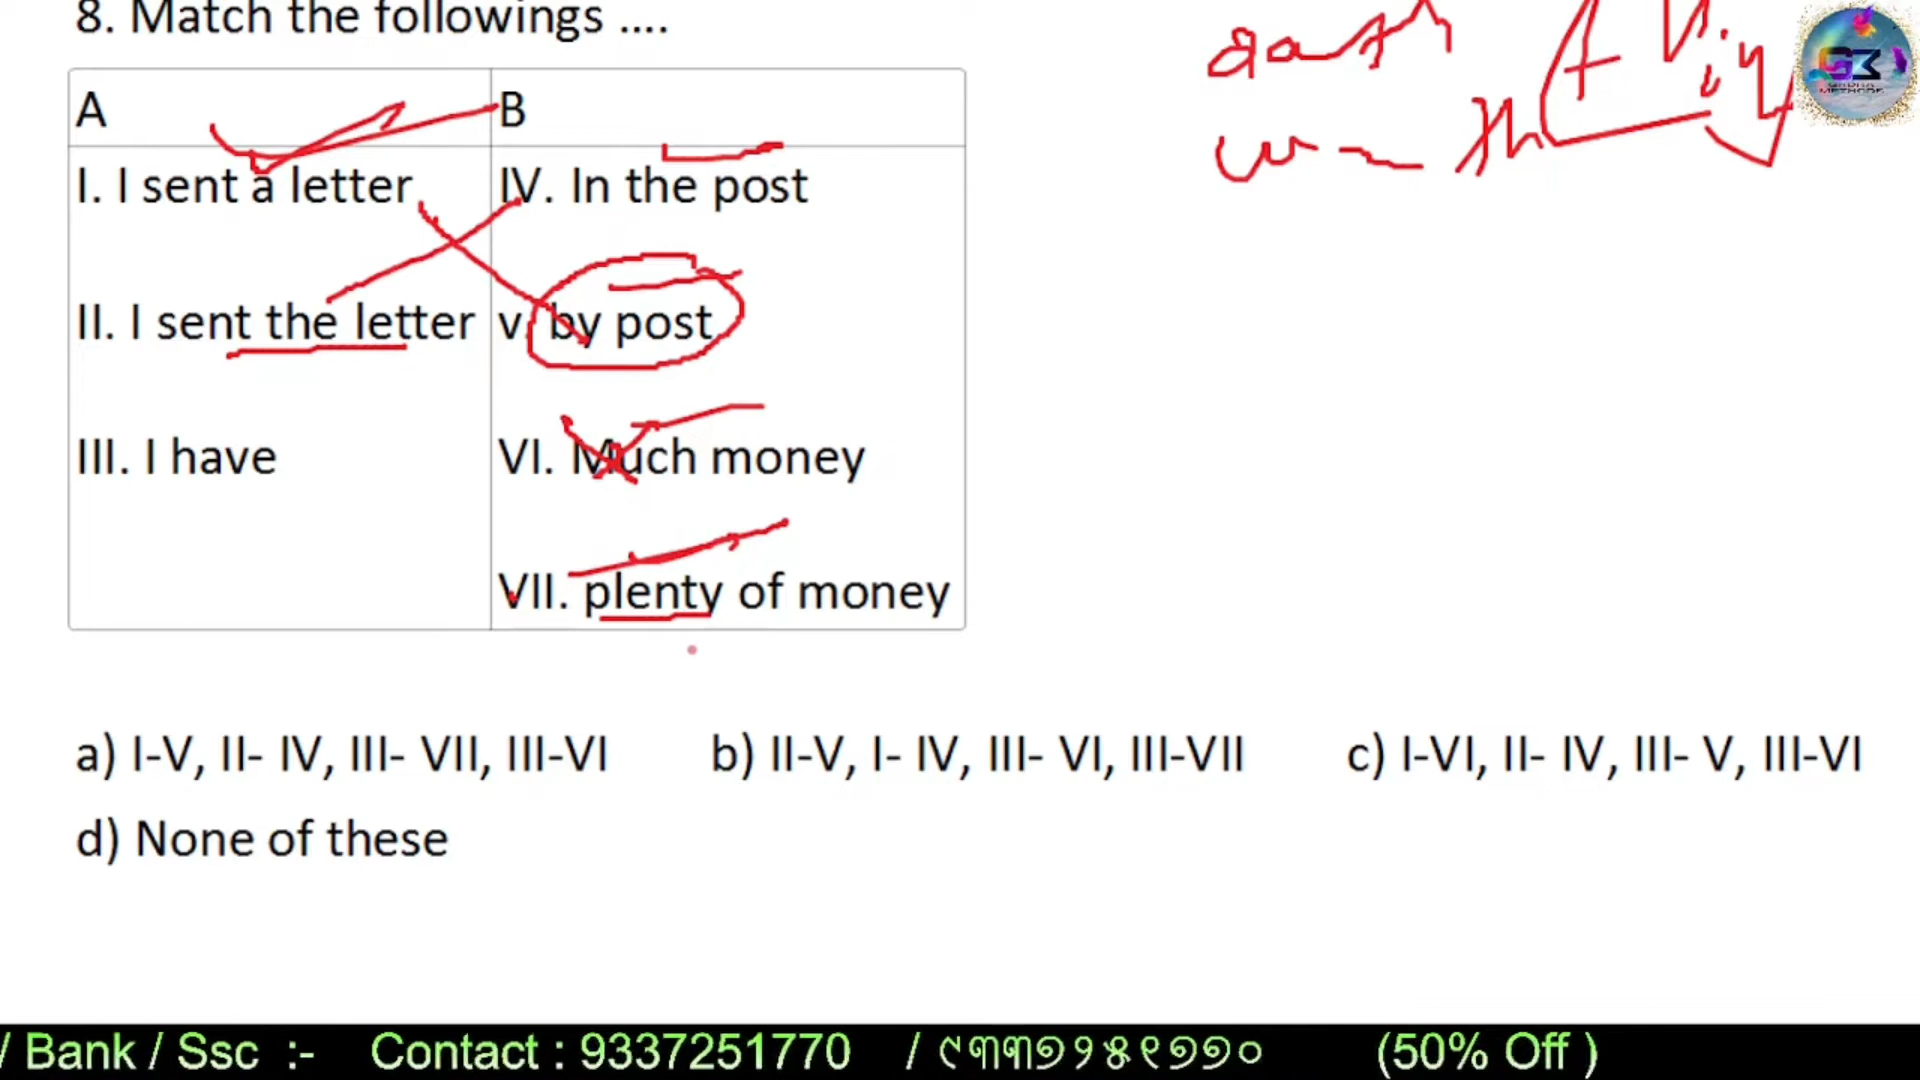 8. Match the followings ....
A B
I. I sent a letter IV. In the post
II. I sent the letter v. by post
III. I have VI. Much money
VII. plenty of money
a) I-V, II- IV, III- VII, III-VI b) II-V, I- IV, III- VI, III-VII c) I-VI, II- IV, III- V, III-VI
d) None of these
/ Bank / Ssc :- Contact : 9337251770 / ୯୩୩୭୨୫୧୭୭୦ (50% Off )